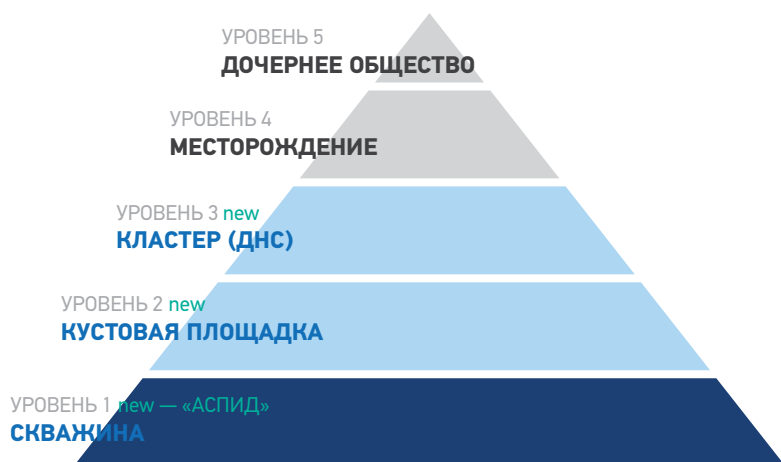 УРОВЕНЬ 5
ДОЧЕРНЕЕ ОБЩЕСТВО
УРОВЕНЬ 4
МЕСТОРОЖДЕНИЕ
УРОВЕНЬ 3 new
КЛАСТЕР (ДНС)
УРОВЕНЬ 2 new
КУСТОВАЯ ПЛОЩАДКА
УРОВЕНЬ 1 new — «АСПИД»
СКВАЖИНА